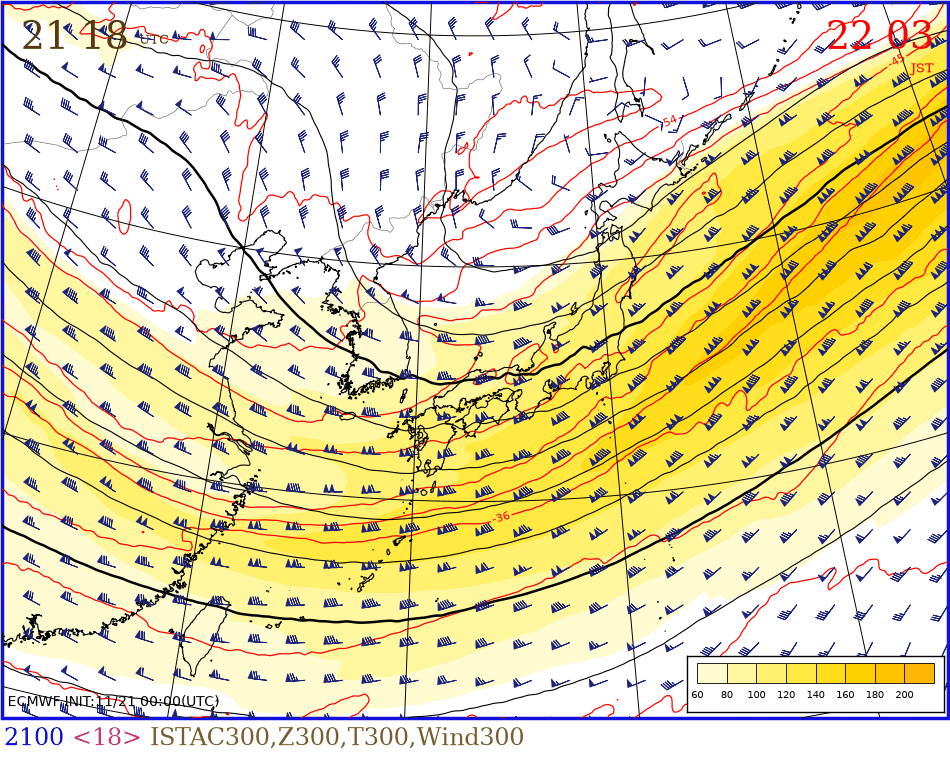 21 18 UTC
22 03
JST
-45
-54
-36
60 80 100 120 140 160 180 200
ECMWF INIT:11/21 00:00(UTC)
2100 <18> ISTAC300,Z300,T300,Wind300